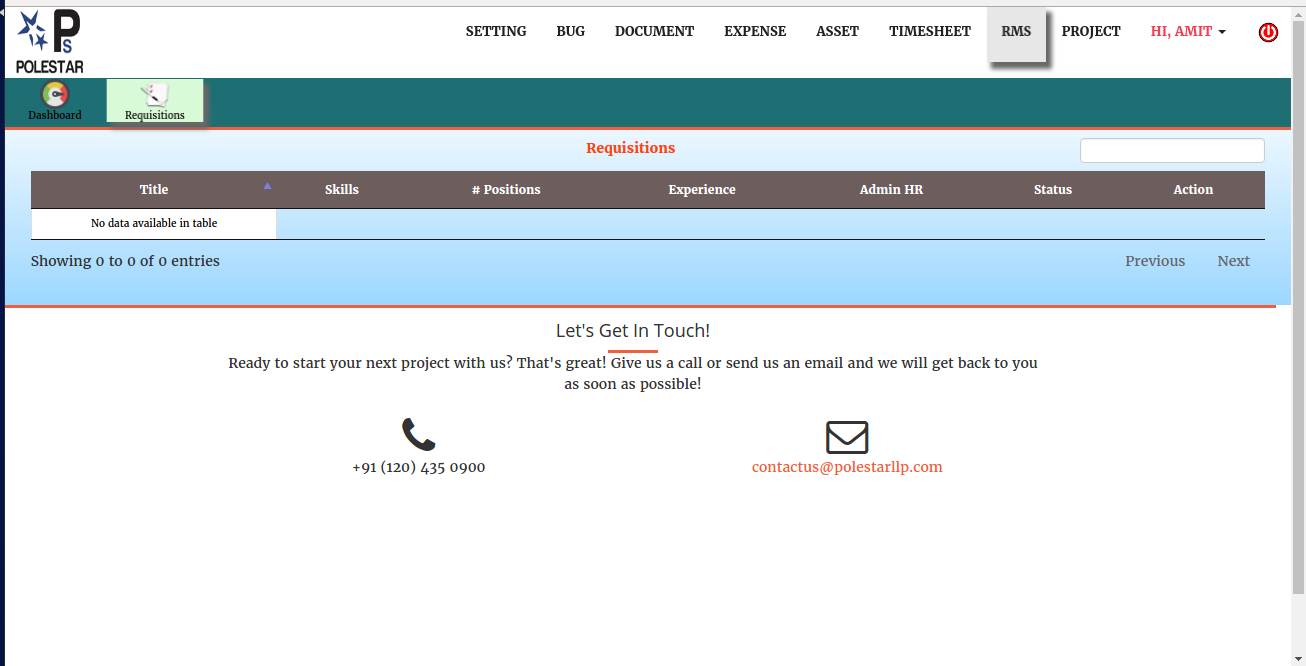 Ps
POLESTAR
SETTING BUG DOCUMENT EXPENSE ASSET TIMESHEET RMS PROJECT HI, AMIT
Dashboard Requisitions
Requisitions
Title Skills # Positions Experience Admin HR Status Action
No data available in table
Showing 0 to 0 of 0 entries Previous Next
Let's Get In Touch!
Ready to start your next project with us? That's great! Give us a call or send us an email and we will get back to you
as soon as possible!
+91 (120) 435 0900 contactus@polestarllp.com